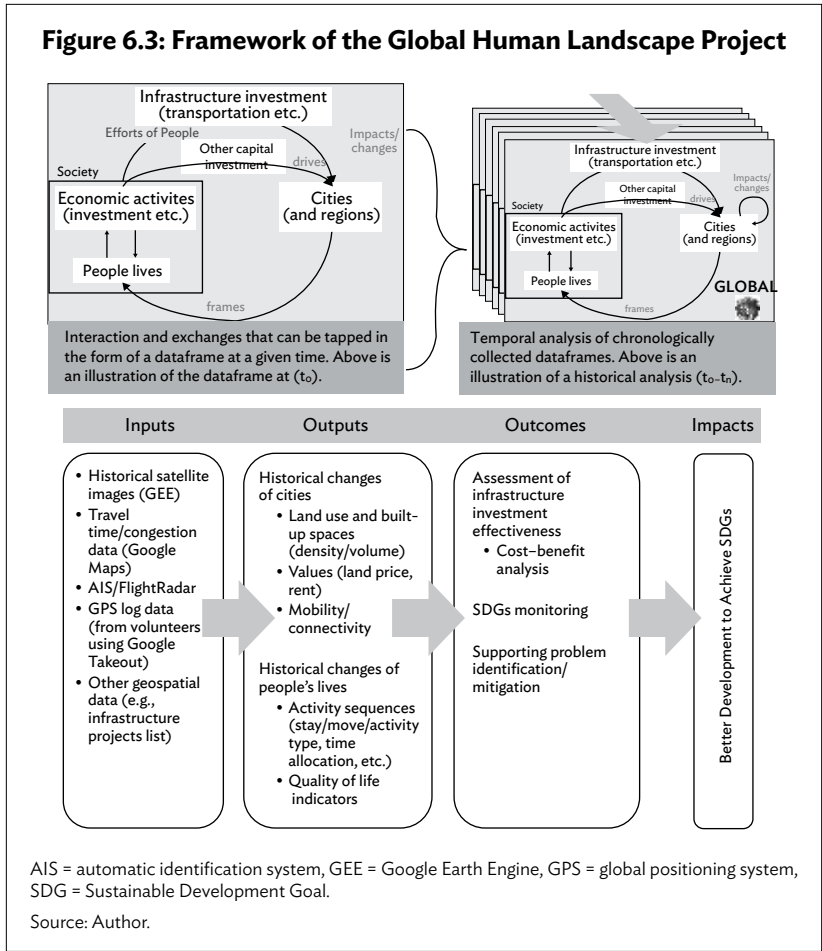 Figure 6.3: Framework of the Global Human Landscape Project
Infrastructure investment
(transportation etc.)
Efforts of People
Other capital
investment
drives
Impacts/
changes
Society
Economic activites
(investment etc.)
Cities
(and regions)
People lives
frames
Interaction and exchanges that can be tapped in
the form of a dataframe at a given time. Above is
an illustration of the dataframe at (t₀).
Infrastructure investment
(transportation etc.)
Other capital
investment
drives
Impacts/
changes
Society
Economic activites
(investment etc.)
Cities
(and regions)
People lives
frames
GLOBAL
Temporal analysis of chronologically
collected dataframes. Above is an
illustration of a historical analysis (t₀–tₙ).
Inputs
Outputs
Outcomes
Impacts
• Historical satellite
images (GEE)
• Travel
time/congestion
data (Google
Maps)
• AIS/FlightRadar
• GPS log data
(from volunteers
using Google
Takeout)
• Other geospatial
data (e.g.,
infrastructure
projects list)
Historical changes
of cities
• Land use and built-
up spaces
(density/volume)
• Values (land price,
rent)
• Mobility/
connectivity
Historical changes of
people's lives
• Activity sequences
(stay/move/activity
type, time
allocation, etc.)
• Quality of life
indicators
Assessment of
infrastructure
investment
effectiveness
• Cost–benefit
analysis
SDGs monitoring
Supporting problem
identification/
mitigation
Better Development to Achieve SDGs
AIS = automatic identification system, GEE = Google Earth Engine, GPS = global positioning system,
SDG = Sustainable Development Goal.
Source: Author.